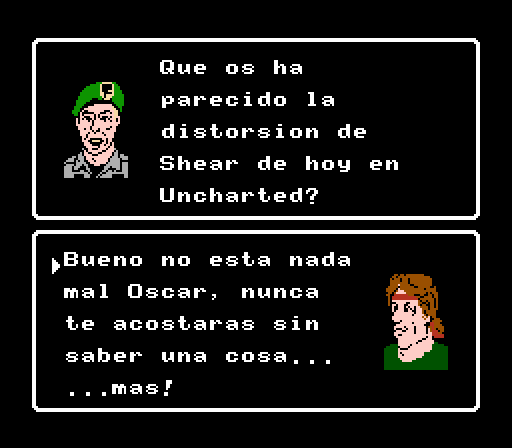 Que os ha
parecido la
distorsion de
Shear de hoy en
Uncharted?
Bueno no esta nada
mal Oscar, nunca
te acostaras sin
saber una cosa...
...mas!